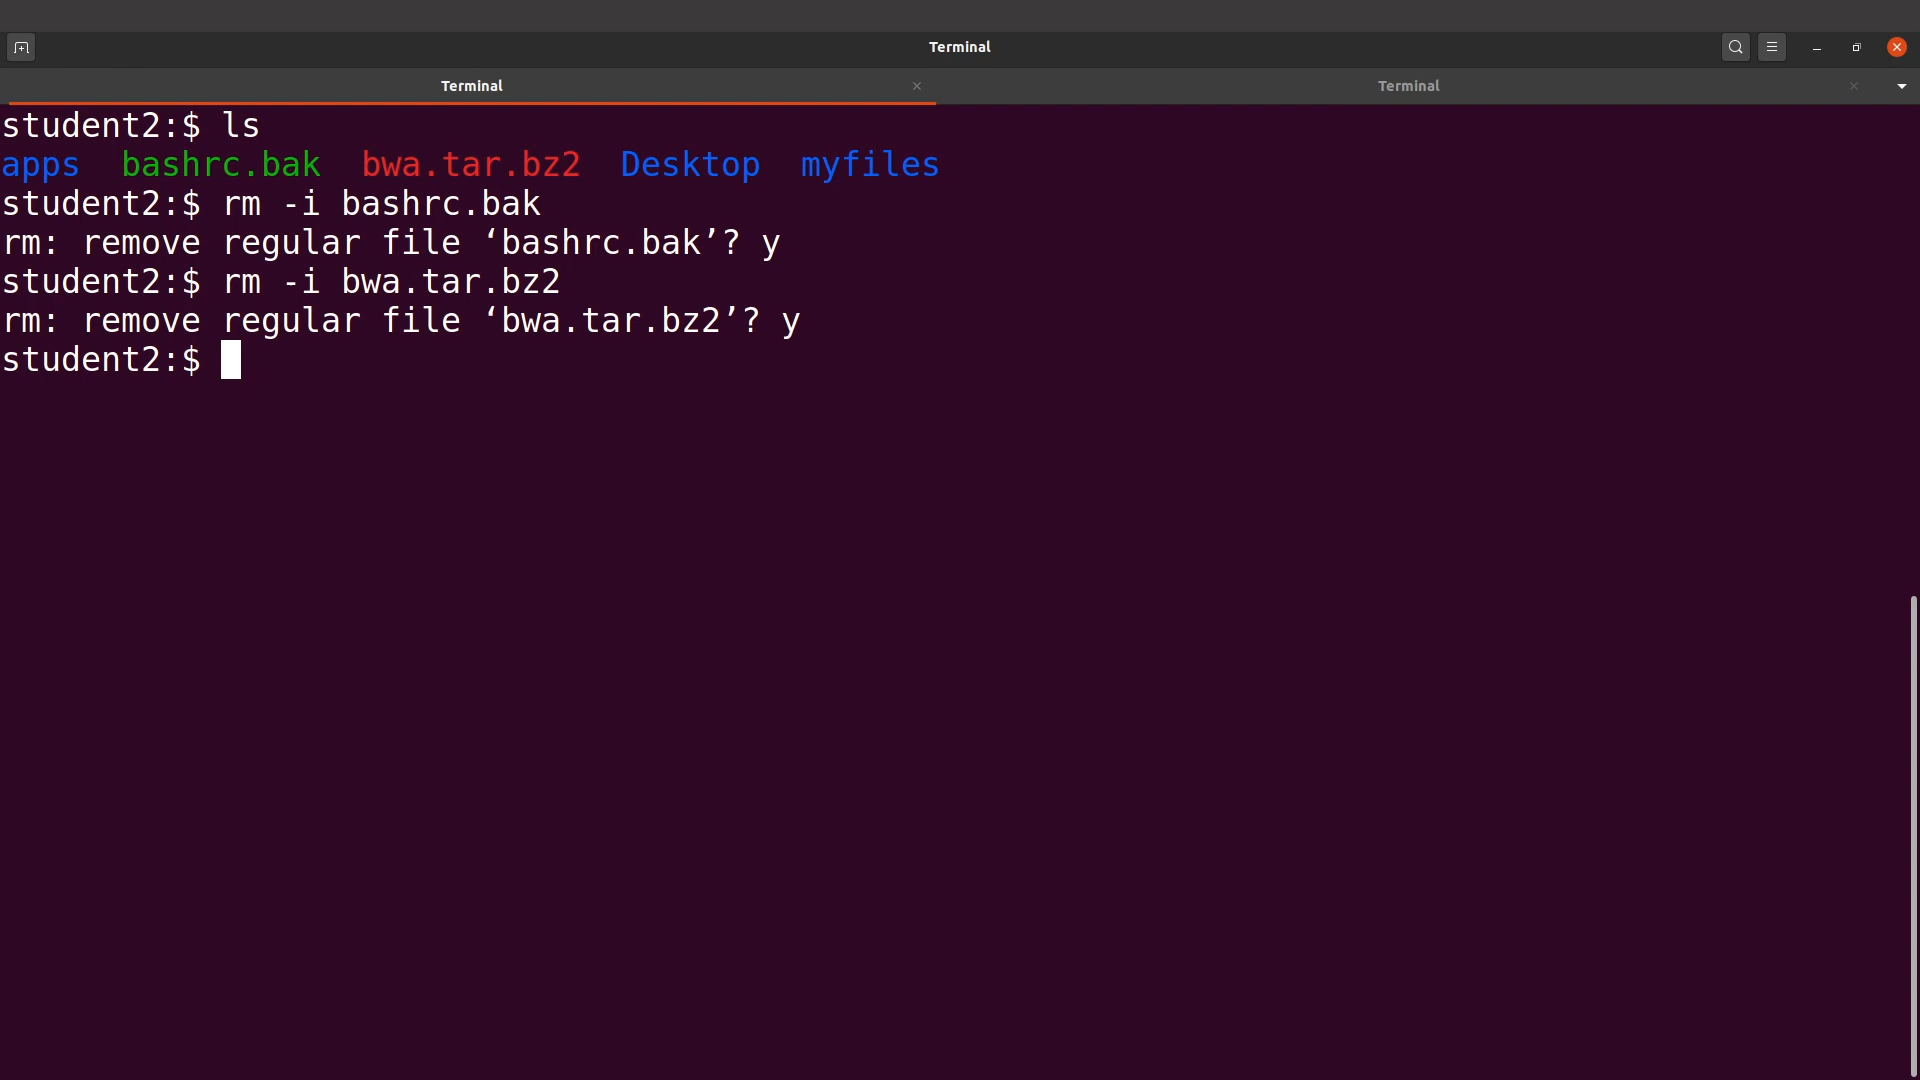 Terminal
Terminal Terminal
student2:$ ls
apps  bashrc.bak  bwa.tar.bz2  Desktop  myfiles
student2:$ rm -i bashrc.bak
rm: remove regular file ‘bashrc.bak’? y
student2:$ rm -i bwa.tar.bz2
rm: remove regular file ‘bwa.tar.bz2’? y
student2:$